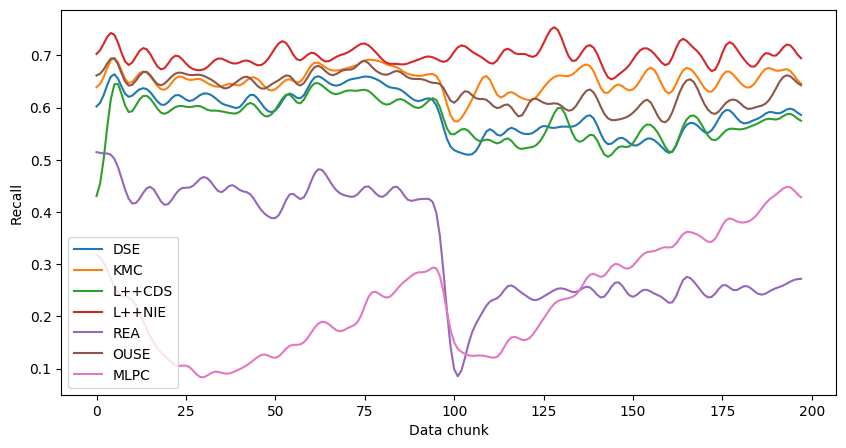 0.7
0.6
0.5
0.4
0.3
0.2
0.1
Recall
DSE
KMC
L++CDS
L++NIE
REA
OUSE
MLPC
0 25 50 75 100 125 150 175 200
Data chunk